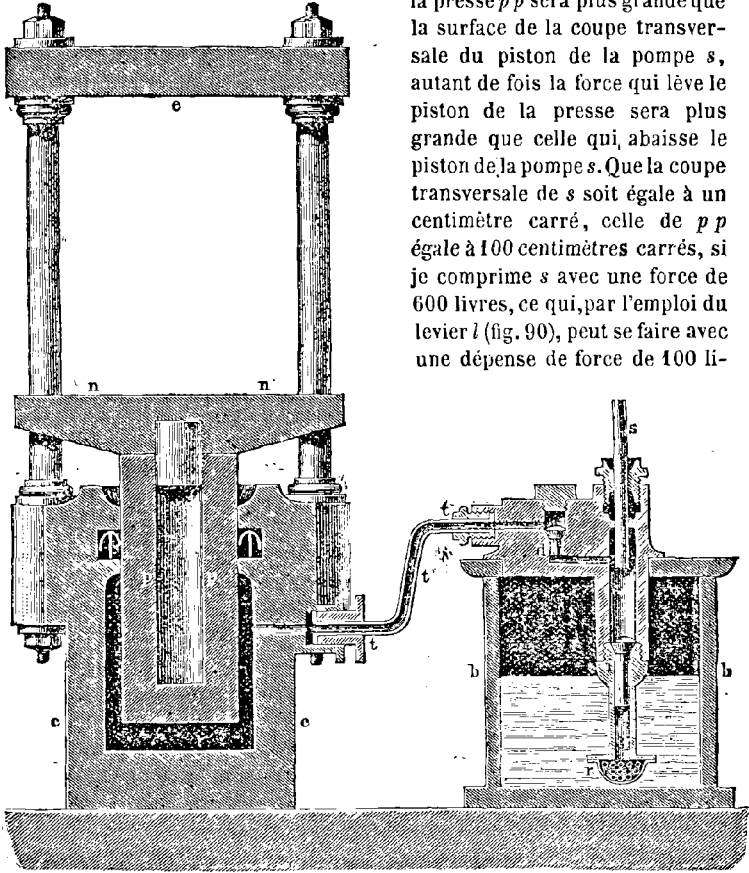 la presse p p sera plus grande que
la surface de la coupe transver-
sale du piston de la pompe s,
autant de fois la force qui lève le
piston de la presse sera plus
grande que celle qui abaisse le
piston de la pompe s. Que la coupe
transversale de s soit égale à un
centimètre carré, celle de p p
égale à 100 centimètres carrés, si
je comprime s avec une force de
600 livres, ce qui, par l'emploi du
levier l (fig. 90), peut se faire avec
une dépense de force de 100 li-
e
n n
s
t
t
t
b b
c c
r